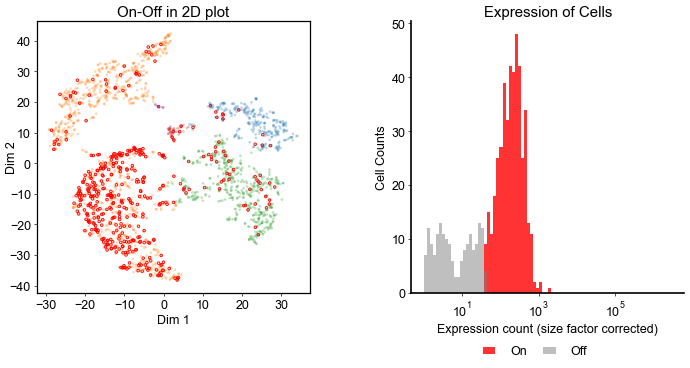 On-Off in 2D plot
40
30
20
10
0
−10
−20
−30
−40
Dim 2
−30 −20 −10 0 10 20 30
Dim 1
Expression of Cells
50
40
30
20
10
0
Cell Counts
10^1 10^3 10^5
Expression count (size factor corrected)
On Off